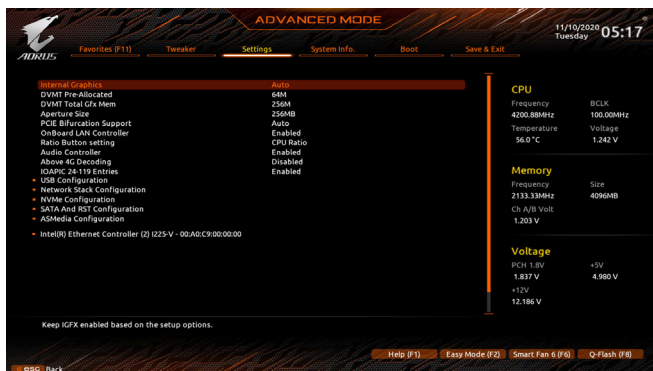 ADVANCED MODE
11/10/2020
Tuesday
05:17
AORUS
Favorites (F11) Tweaker Settings System Info. Boot Save & Exit
Internal Graphics Auto
DVMT Pre-Allocated 64M
DVMT Total Gfx Mem 256M
Aperture Size 256MB
PCIE Bifurcation Support Auto
OnBoard LAN Controller Enabled
Ratio Button setting CPU Ratio
Audio Controller Enabled
Above 4G Decoding Disabled
IOAPIC 24-119 Entries Enabled
USB Configuration
Network Stack Configuration
NVMe Configuration
SATA And RST Configuration
ASMedia Configuration
Intel(R) Ethernet Controller (2) I225-V - 00:A0:C9:00:00:00
CPU
Frequency BCLK
4200.88MHz 100.00MHz
Temperature Voltage
56.0 °C 1.242 V
Memory
Frequency Size
2133.33MHz 4096MB
Ch A/B Volt
1.203 V
Voltage
PCH 1.8V +5V
1.837 V 4.980 V
+12V
12.186 V
Keep IGFX enabled based on the setup options.
Help (F1) Easy Mode (F2) Smart Fan 6 (F6) Q-Flash (F8)
esc Back